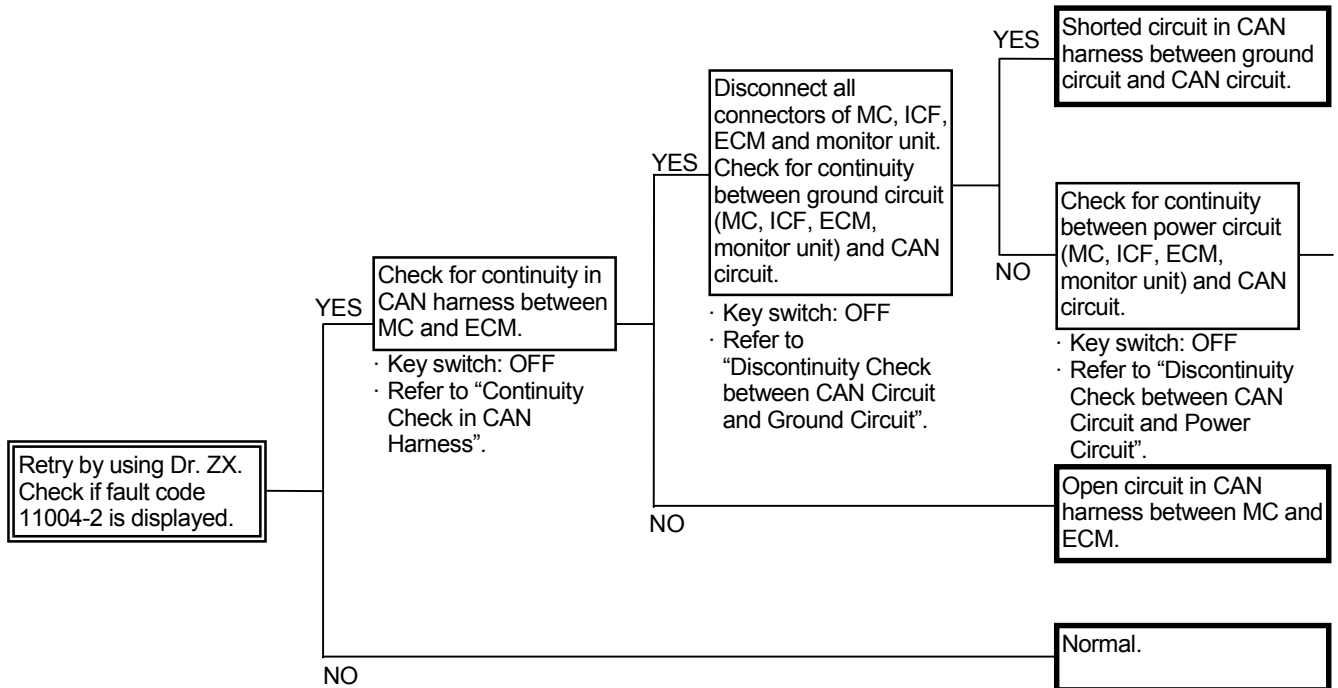 Retry by using Dr. ZX.
Check if fault code
11004-2 is displayed.
YES
Check for continuity in
CAN harness between
MC and ECM.
· Key switch: OFF
· Refer to “Continuity
Check in CAN
Harness”.
YES
Disconnect all
connectors of MC, ICF,
ECM and monitor unit.
Check for continuity
between ground circuit
(MC, ICF, ECM,
monitor unit) and CAN
circuit.
· Key switch: OFF
· Refer to
“Discontinuity Check
between CAN Circuit
and Ground Circuit”.
YES
Shorted circuit in CAN
harness between ground
circuit and CAN circuit.
NO
Check for continuity
between power circuit
(MC, ICF, ECM,
monitor unit) and CAN
circuit.
· Key switch: OFF
· Refer to “Discontinuity
Check between CAN
Circuit and Power
Circuit”.
NO
Open circuit in CAN
harness between MC and
ECM.
NO
Normal.